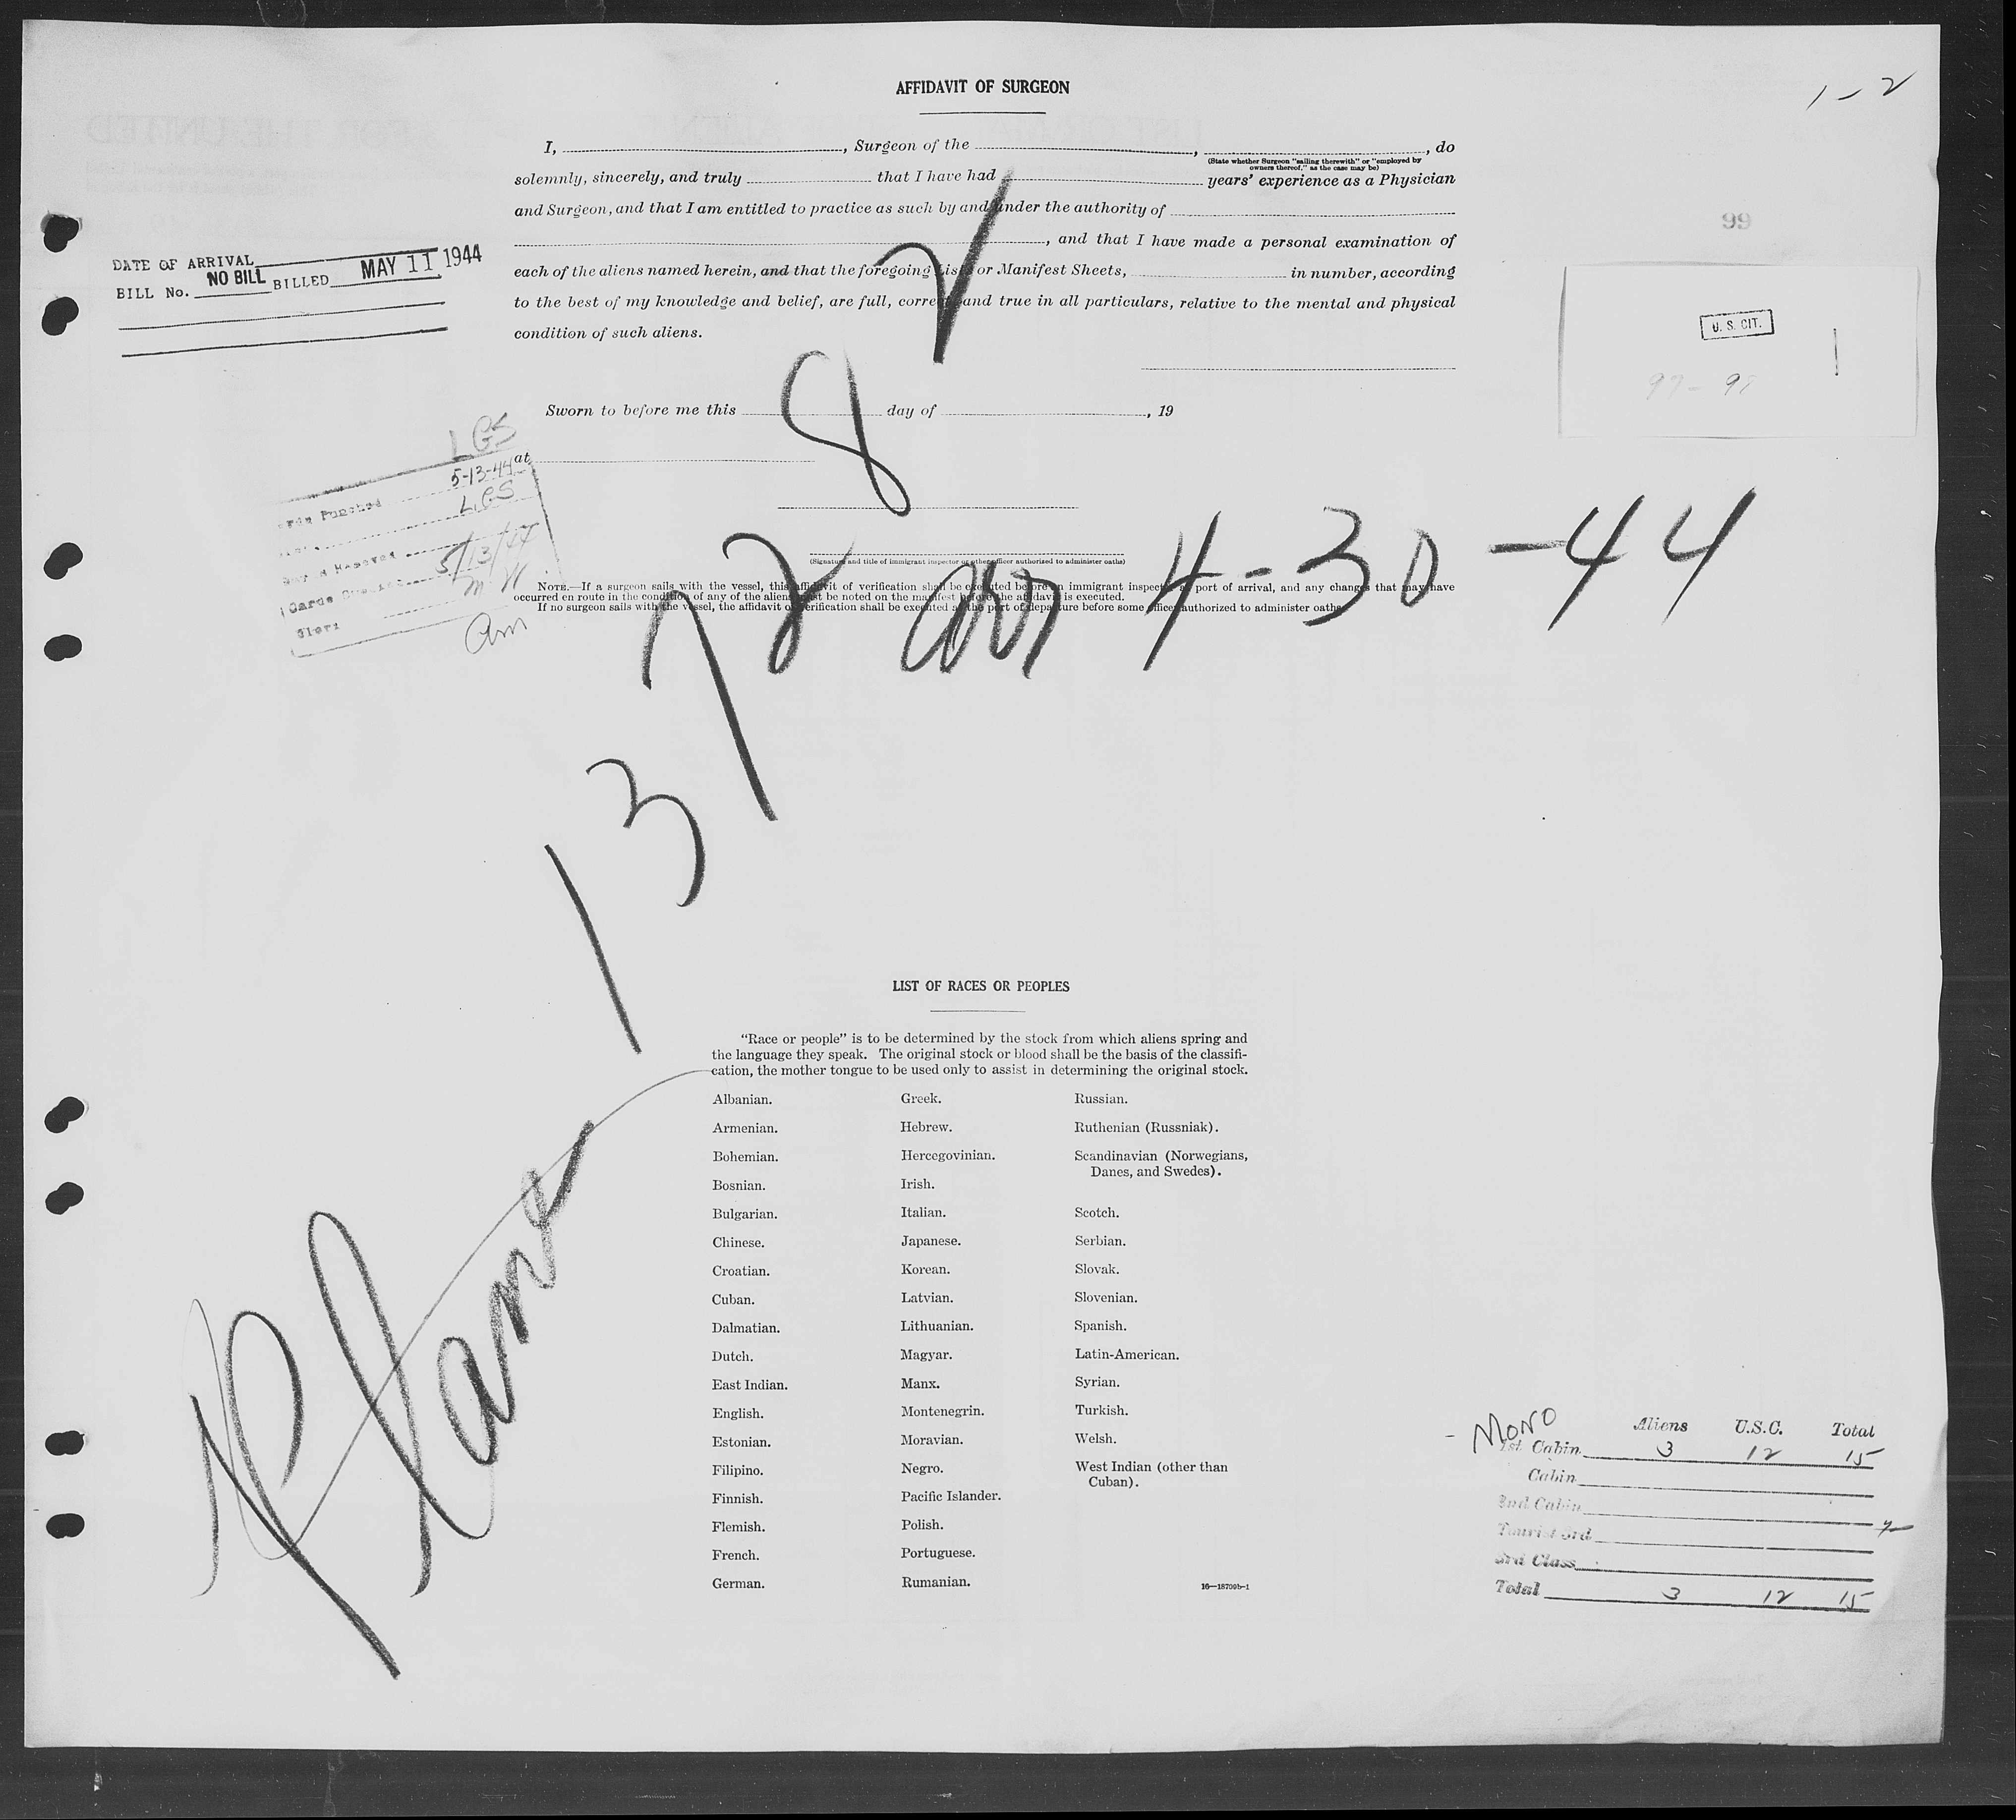 AFFIDAVIT OF SURGEON
1-2
I, , Surgeon of the , , do
(State whether Surgeon "sailing therewith" or "employed by
owners thereof," as the case may be)
solemnly, sincerely, and truly that I have had years' experience as a Physician
and Surgeon, and that I am entitled to practice as such by and under the authority of
, and that I have made a personal examination of
each of the aliens named herein, and that the foregoing Lists or Manifest Sheets, in number, according
to the best of my knowledge and belief, are full, correct, and true in all particulars, relative to the mental and physical
condition of such aliens.
99
DATE OF ARRIVAL
BILL No. NO BILL BILLED MAY 11 1944
U. S. CIT.
97-98
Sworn to before me this day of , 19
at
LGS
5-13-44
LGS
5/13/44
Am
(Signature and title of immigrant inspector or other officer authorized to administer oaths)
NOTE.—If a surgeon sails with the vessel, this affidavit of verification shall be executed before an immigrant inspector at port of arrival, and any changes that may have
occurred en route in the condition of any of the aliens must be noted on the manifest before the affidavit is executed.
If no surgeon sails with the vessel, the affidavit of verification shall be executed at the port of departure before some officer authorized to administer oaths.
Plane 137 8 arr 4-30-44
LIST OF RACES OR PEOPLES
"Race or people" is to be determined by the stock from which aliens spring and
the language they speak. The original stock or blood shall be the basis of the classifi-
cation, the mother tongue to be used only to assist in determining the original stock.
Albanian. Greek. Russian.
Armenian. Hebrew. Ruthenian (Russniak).
Bohemian. Hercegovinian. Scandinavian (Norwegians,
Danes, and Swedes).
Bosnian. Irish.
Bulgarian. Italian. Scotch.
Chinese. Japanese. Serbian.
Croatian. Korean. Slovak.
Cuban. Latvian. Slovenian.
Dalmatian. Lithuanian. Spanish.
Dutch. Magyar. Latin-American.
East Indian. Manx. Syrian.
English. Montenegrin. Turkish.
Estonian. Moravian. Welsh.
Filipino. Negro. West Indian (other than
Cuban).
Finnish. Pacific Islander.
Flemish. Polish.
French. Portuguese.
German. Rumanian.
16—18709b-1
MONO Aliens U.S.C. Total
1st Cabin 3 12 15
Cabin
2nd Cabin
Tourist 3rd
3rd Class
Total 3 12 15